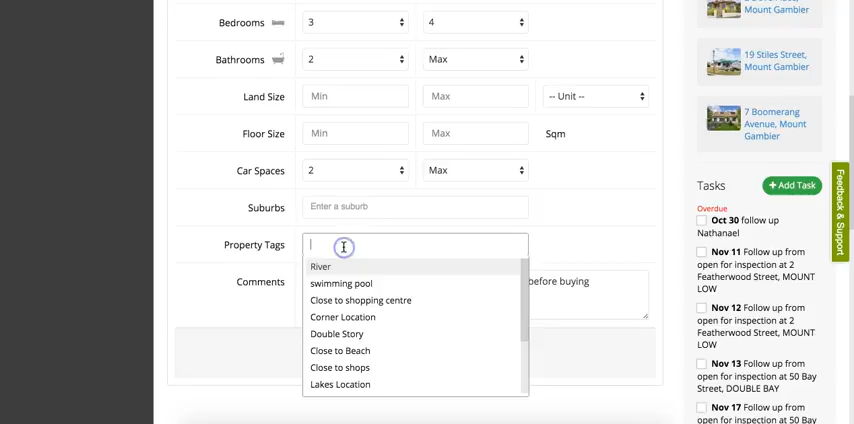 Bedrooms 3 4
Bathrooms 2 Max
Land Size Min Max -- Unit --
Floor Size Min Max Sqm
Car Spaces 2 Max
Suburbs Enter a suburb
Property Tags
River
swimming pool
Close to shopping centre
Corner Location
Double Story
Close to Beach
Close to shops
Lakes Location
Comments
before buying
Mount Gambier
19 Stiles Street,
Mount Gambier
7 Boomerang
Avenue, Mount
Gambier
Tasks + Add Task
Overdue
Oct 30 follow up
Nathanael
Nov 11 Follow up from
open for inspection at 2
Featherwood Street, MOUNT
LOW
Nov 12 Follow up from
open for inspection at 2
Featherwood Street, MOUNT
LOW
Nov 13 Follow up from
open for inspection at 50 Bay
Street, DOUBLE BAY
Nov 17 Follow up from
open for inspection at 50 Bay
Feedback & Support